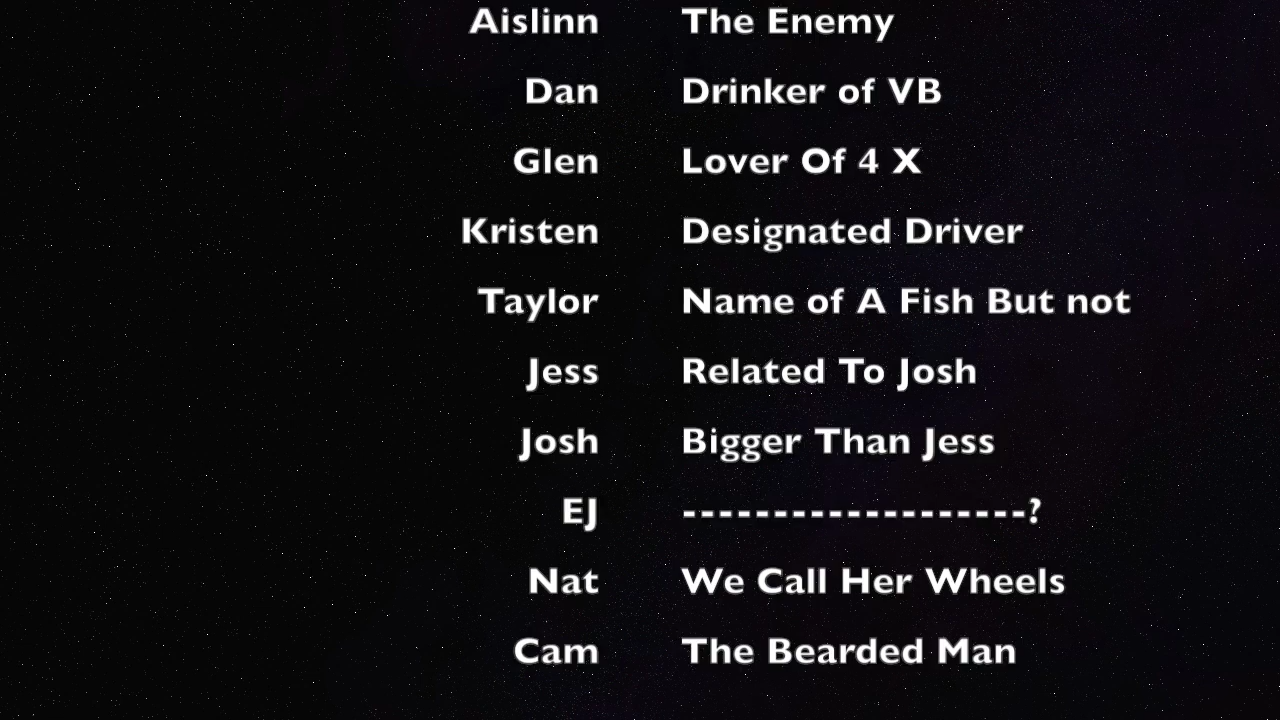 Aislinn The Enemy
Dan Drinker of VB
Glen Lover Of 4 X
Kristen Designated Driver
Taylor Name of A Fish But not
Jess Related To Josh
Josh Bigger Than Jess
EJ -------------------?
Nat We Call Her Wheels
Cam The Bearded Man